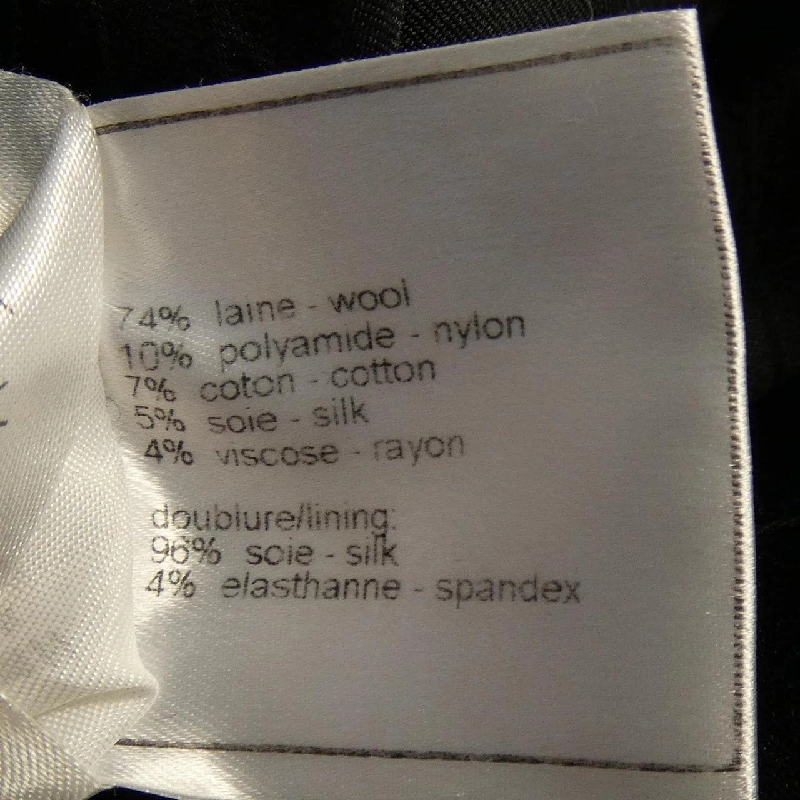 74% laine - wool
10% polyamide - nylon
7% coton - cotton
5% soie - silk
4% viscose - rayon
doublure/lining:
96% soie - silk
4% elasthanne - spandex